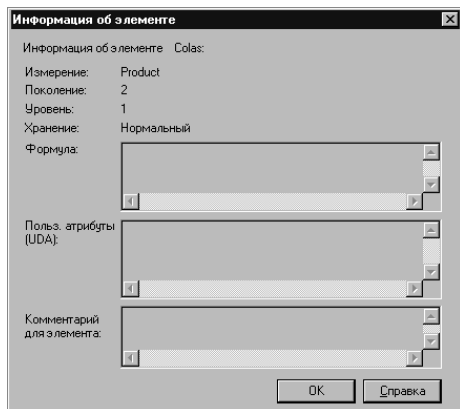 Информация об элементе
Информация об элементе Colas:
Измерение: Product
Поколение: 2
Уровень: 1
Хранение: Нормальный
Формула:
Польз. атрибуты
(UDA):
Комментарий
для элемента:
OK Справка